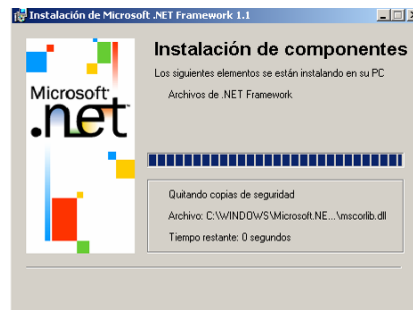 Instalación de Microsoft .NET Framework 1.1
Instalación de componentes
Los siguientes elementos se están instalando en su PC
Archivos de .NET Framework
Microsoft
.net
Quitando copias de seguridad
Archivo: C:\WINDOWS\Microsoft.NE...\mscorlib.dll
Tiempo restante: 0 segundos